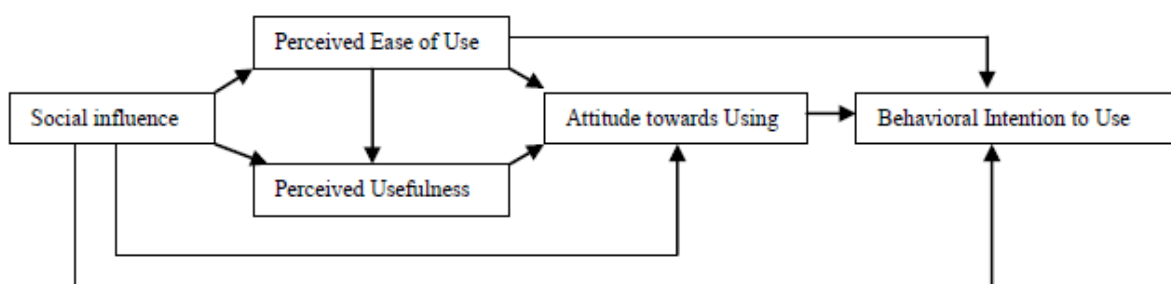 Perceived Ease of Use
Social influence
Attitude towards Using
Behavioral Intention to Use
Perceived Usefulness